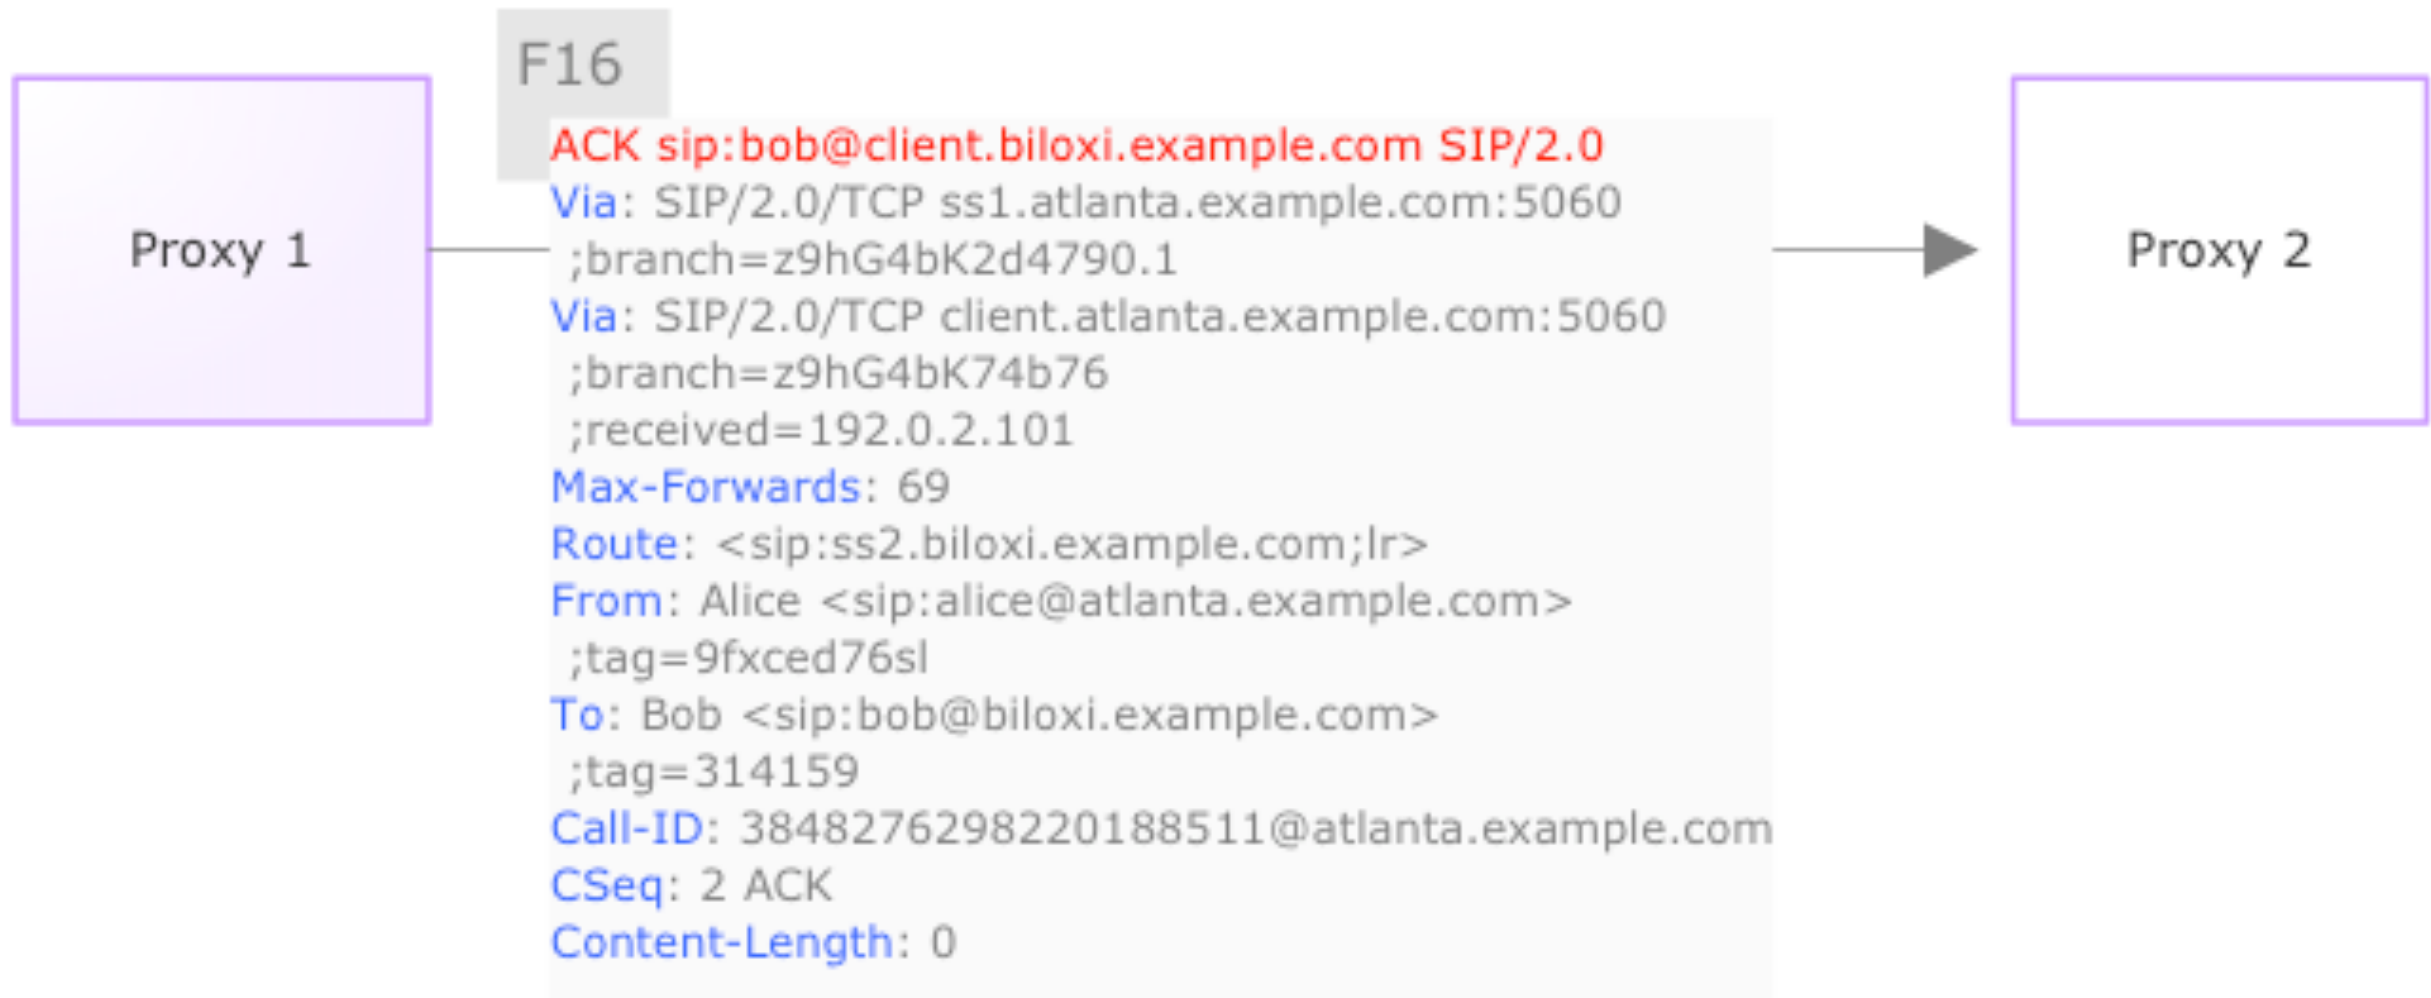 F16
Proxy 1
ACK sip:bob@client.biloxi.example.com SIP/2.0
Via: SIP/2.0/TCP ss1.atlanta.example.com:5060
;branch=z9hG4bK2d4790.1
Via: SIP/2.0/TCP client.atlanta.example.com:5060
;branch=z9hG4bK74b76
;received=192.0.2.101
Max-Forwards: 69
Route: <sip:ss2.biloxi.example.com;lr>
From: Alice <sip:alice@atlanta.example.com>
;tag=9fxced76sl
To: Bob <sip:bob@biloxi.example.com>
;tag=314159
Call-ID: 3848276298220188511@atlanta.example.com
CSeq: 2 ACK
Content-Length: 0
Proxy 2